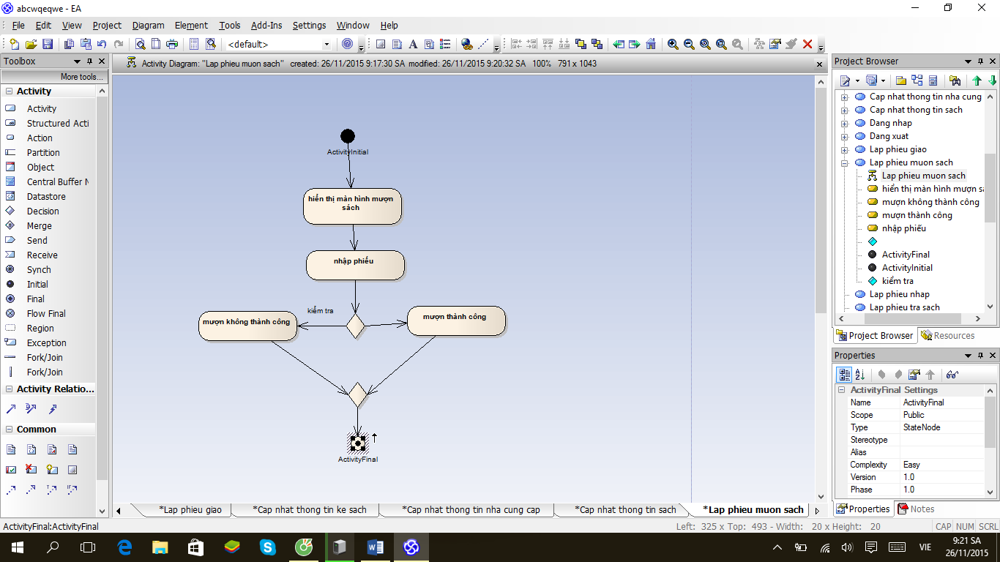 abcwqeqwe - EA
File Edit View Project Diagram Element Tools Add-Ins Settings Window Help
<default>
Toolbox
More tools...
Activity
Activity
Structured Acti
Action
Partition
Object
Central Buffer N
Datastore
Decision
Merge
Send
Receive
Synch
Initial
Final
Flow Final
Region
Exception
Fork/Join
Fork/Join
Activity Relatio...
Common
Activity Diagram: "Lap phieu muon sach" created: 26/11/2015 9:17:30 SA modified: 26/11/2015 9:20:32 SA 100% 791 x 1043
ActivityInitial
hiển thị màn hình mượn
sách
nhập phiếu
kiểm tra
mượn không thành công
mượn thành công
ActivityFinal
*Lap phieu giao *Cap nhat thong tin ke sach *Cap nhat thong tin nha cung cap *Cap nhat thong tin sach *Lap phieu muon sach
Project Browser
Cap nhat thong tin nha cung
Cap nhat thong tin sach
Dang nhap
Dang xuat
Lap phieu giao
Lap phieu muon sach
Lap phieu muon sach
hiển thị màn hình mượn sá
mượn không thành công
mượn thành công
nhập phiếu
ActivityFinal
ActivityInitial
kiểm tra
Lap phieu nhap
Lap phieu tra sach
Project Browser Resources
Properties
ActivityFinal Settings
Name ActivityFinal
Scope Public
Type StateNode
Stereotype
Alias
Complexity Easy
Version 1.0
Phase 1.0
Properties Notes
ActivityFinal:ActivityFinal
Left: 325 x Top: 493 - Width: 20 x Height: 20
CAP NUM SCRL
VIE
9:21 SA
26/11/2015